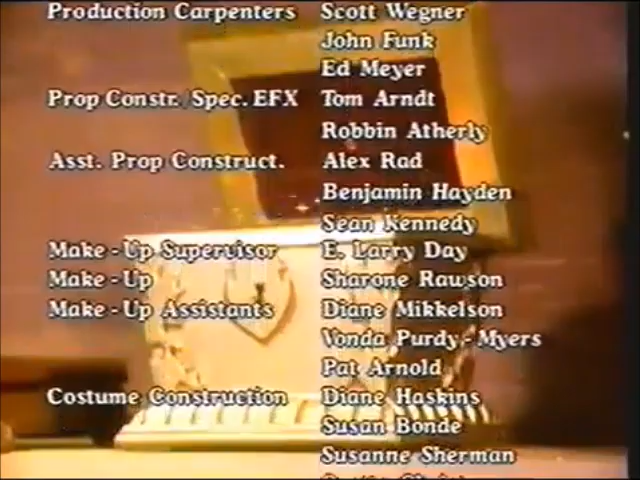 Production Carpenters Scott Wegner
John Funk
Ed Meyer
Prop Constr./Spec. EFX Tom Arndt
Robbin Atherly
Asst. Prop Construct. Alex Rad
Benjamin Hayden
Sean Kennedy
Make-Up Supervisor E. Larry Day
Make-Up Sharone Rawson
Make-Up Assistants Diane Mikkelson
Vonda Purdy-Myers
Pat Arnold
Costume Construction Diane Haskins
Susan Bonde
Susanne Sherman